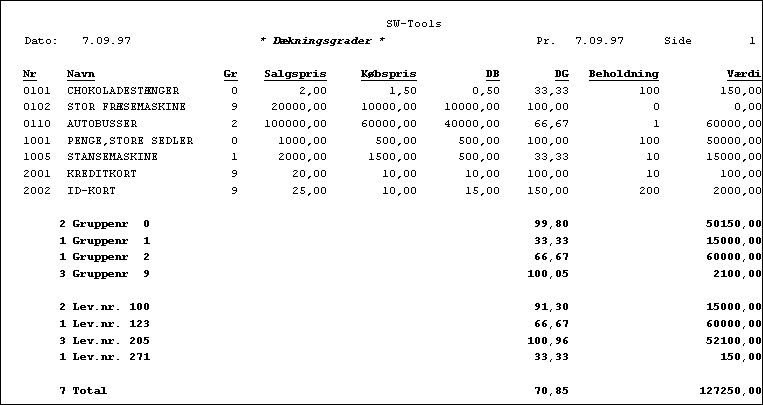 SW-Tools
Dato: 7.09.97 * Dækningsgrader * Pr. 7.09.97 Side 1
Nr Navn Gr Salgspris Købspris DB DG Beholdning Værdi
0101 CHOKOLADESTÆNGER 0 2,00 1,50 0,50 33,33 100 150,00
0102 STOR FRÆSEMASKINE 9 20000,00 10000,00 10000,00 100,00 0 0,00
0110 AUTOBUSSER 2 100000,00 60000,00 40000,00 66,67 1 60000,00
1001 PENGE,STORE SEDLER 0 1000,00 500,00 500,00 100,00 100 50000,00
1005 STANSEMASKINE 1 2000,00 1500,00 500,00 33,33 10 15000,00
2001 KREDITKORT 9 20,00 10,00 10,00 100,00 10 100,00
2002 ID-KORT 9 25,00 10,00 15,00 150,00 200 2000,00
2 Gruppenr 0 99,80 50150,00
1 Gruppenr 1 33,33 15000,00
1 Gruppenr 2 66,67 60000,00
3 Gruppenr 9 100,05 2100,00
2 Lev.nr. 100 91,30 15000,00
1 Lev.nr. 123 66,67 60000,00
3 Lev.nr. 205 100,96 52100,00
1 Lev.nr. 271 33,33 150,00
7 Total 70,85 127250,00